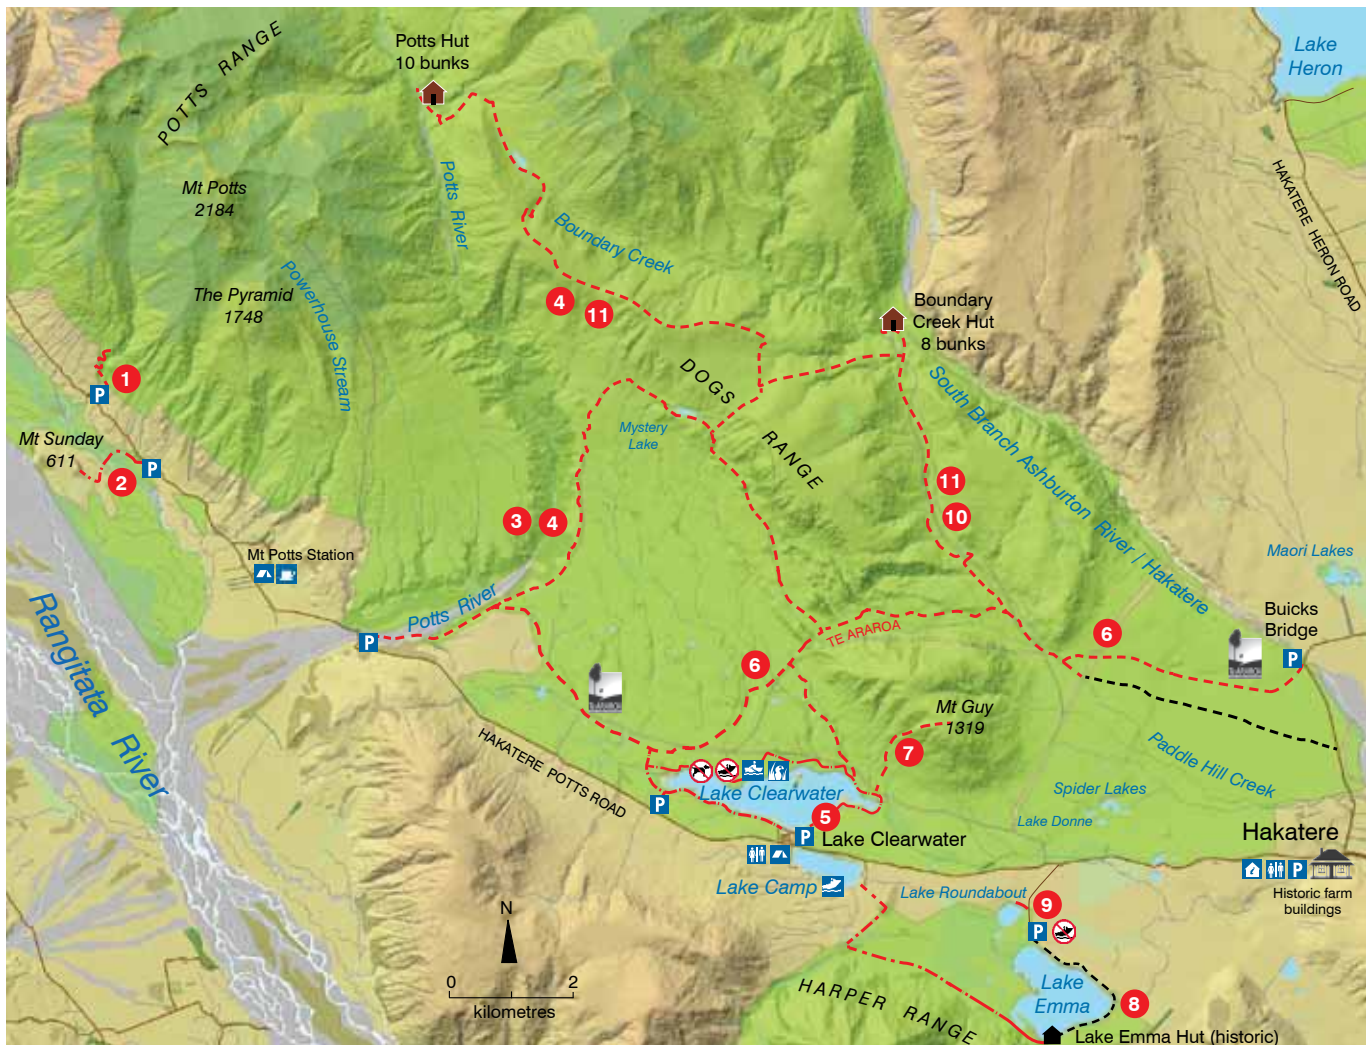 POTTS RANGE
Potts Hut
10 bunks
Lake
Heron
HAKATERE HERON ROAD
Mt Potts
2184
Potts River
Boundary Creek
Powerhouse Stream
The Pyramid
1748
4
11
Boundary
Creek Hut
8 bunks
1
P
DOGS
RANGE
Mystery
Lake
South Branch Ashburton River / Hakatere
Mt Sunday
611
2
P
11
10
3
4
Mt Potts Station
Maori Lakes
Rangitata
River
Potts River
P
TE ARAROA
6
6
Buicks
Bridge
P
Mt Guy
1319
7
HAKATERE POTTS ROAD
Paddle Hill Creek
Lake Clearwater
P
5
P
Lake Clearwater
Spider Lakes
Lake Donne
Hakatere
P
Historic farm
buildings
Lake Camp
Lake Roundabout
9
P
N
0
2
kilometres
HARPER RANGE
Lake
Emma
8
Lake Emma Hut (historic)